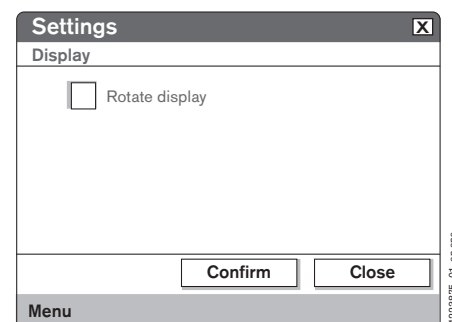 Settings X
Display
Rotate display
Confirm Close
Menu